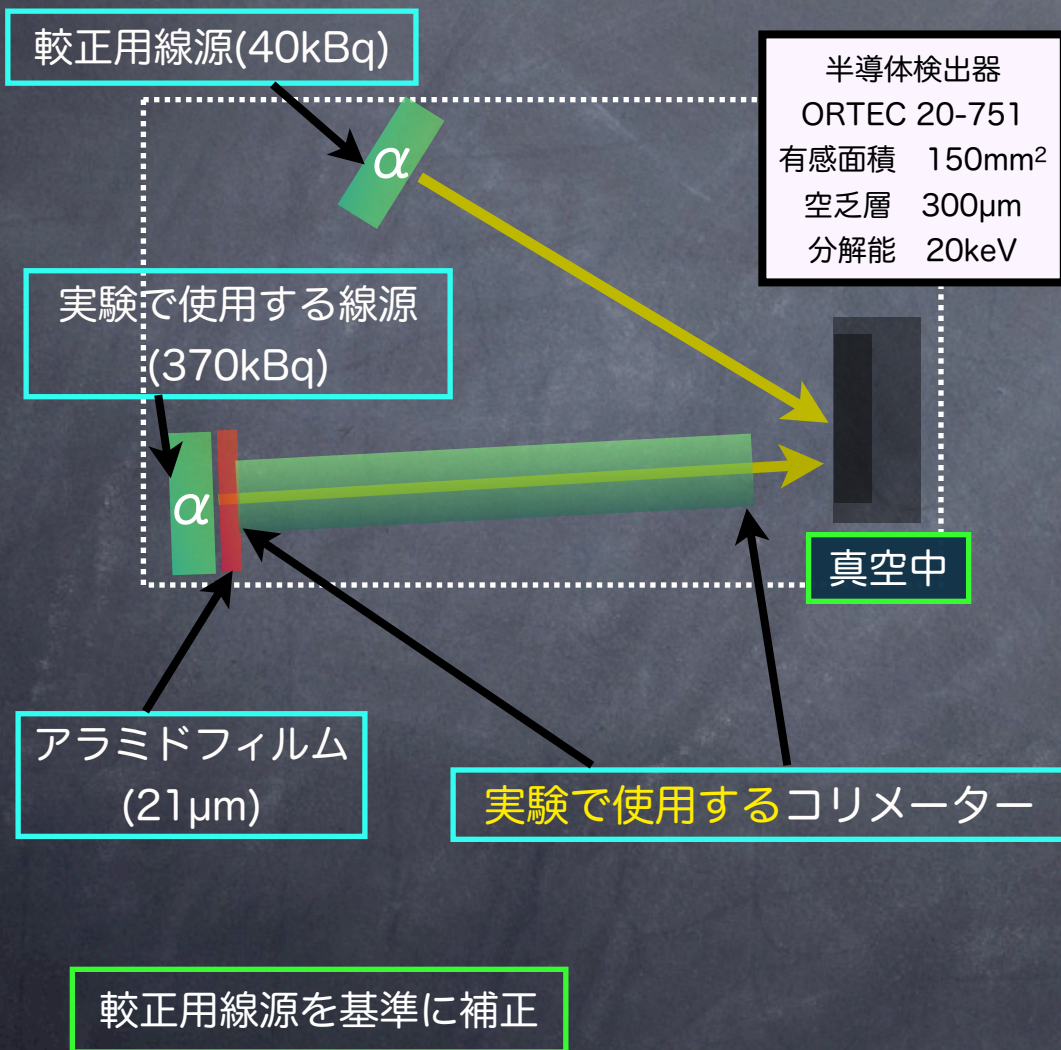 較正用線源(40kBq)
半導体検出器
ORTEC 20-751
有感面積　150mm²
空乏層　300μm
分解能　20keV
α
実験で使用する線源
(370kBq)
α
真空中
アラミドフィルム
(21μm)
実験で使用するコリメーター
較正用線源を基準に補正